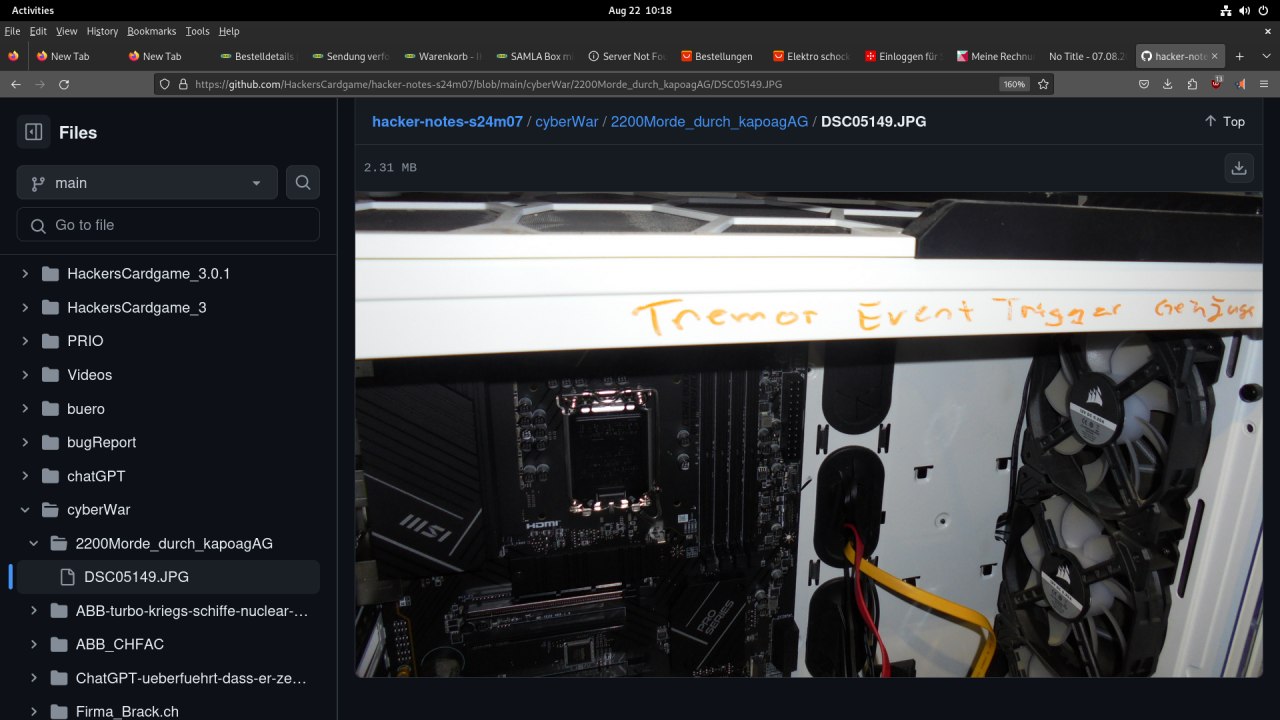 Activities
Aug 22 10:18
File Edit View History Bookmarks Tools Help
New Tab
New Tab
Bestelldetails
Sendung verfo
Warenkorb - I
SAMLA Box mi
Server Not Fou
Bestellungen
Elektro schock
Einloggen für
Meine Rechnu
No Title - 07.08.2
hacker-note
https://github.com/HackersCardgame/hacker-notes-s24m07/blob/main/cyberWar/2200Morde_durch_kapoagAG/DSC05149.JPG
160%
13
Files
hacker-notes-s24m07 / cyberWar / 2200Morde_durch_kapoagAG / DSC05149.JPG
Top
main
2.31 MB
Go to file
HackersCardgame_3.0.1
HackersCardgame_3
PRIO
Videos
buero
bugReport
chatGPT
cyberWar
2200Morde_durch_kapoagAG
DSC05149.JPG
ABB-turbo-kriegs-schiffe-nuclear-...
ABB_CHFAC
ChatGPT-ueberfuehrt-dass-er-ze...
Firma_Brack.ch
Tremor Event Trigger
HDMI
msi
PRO SERIES